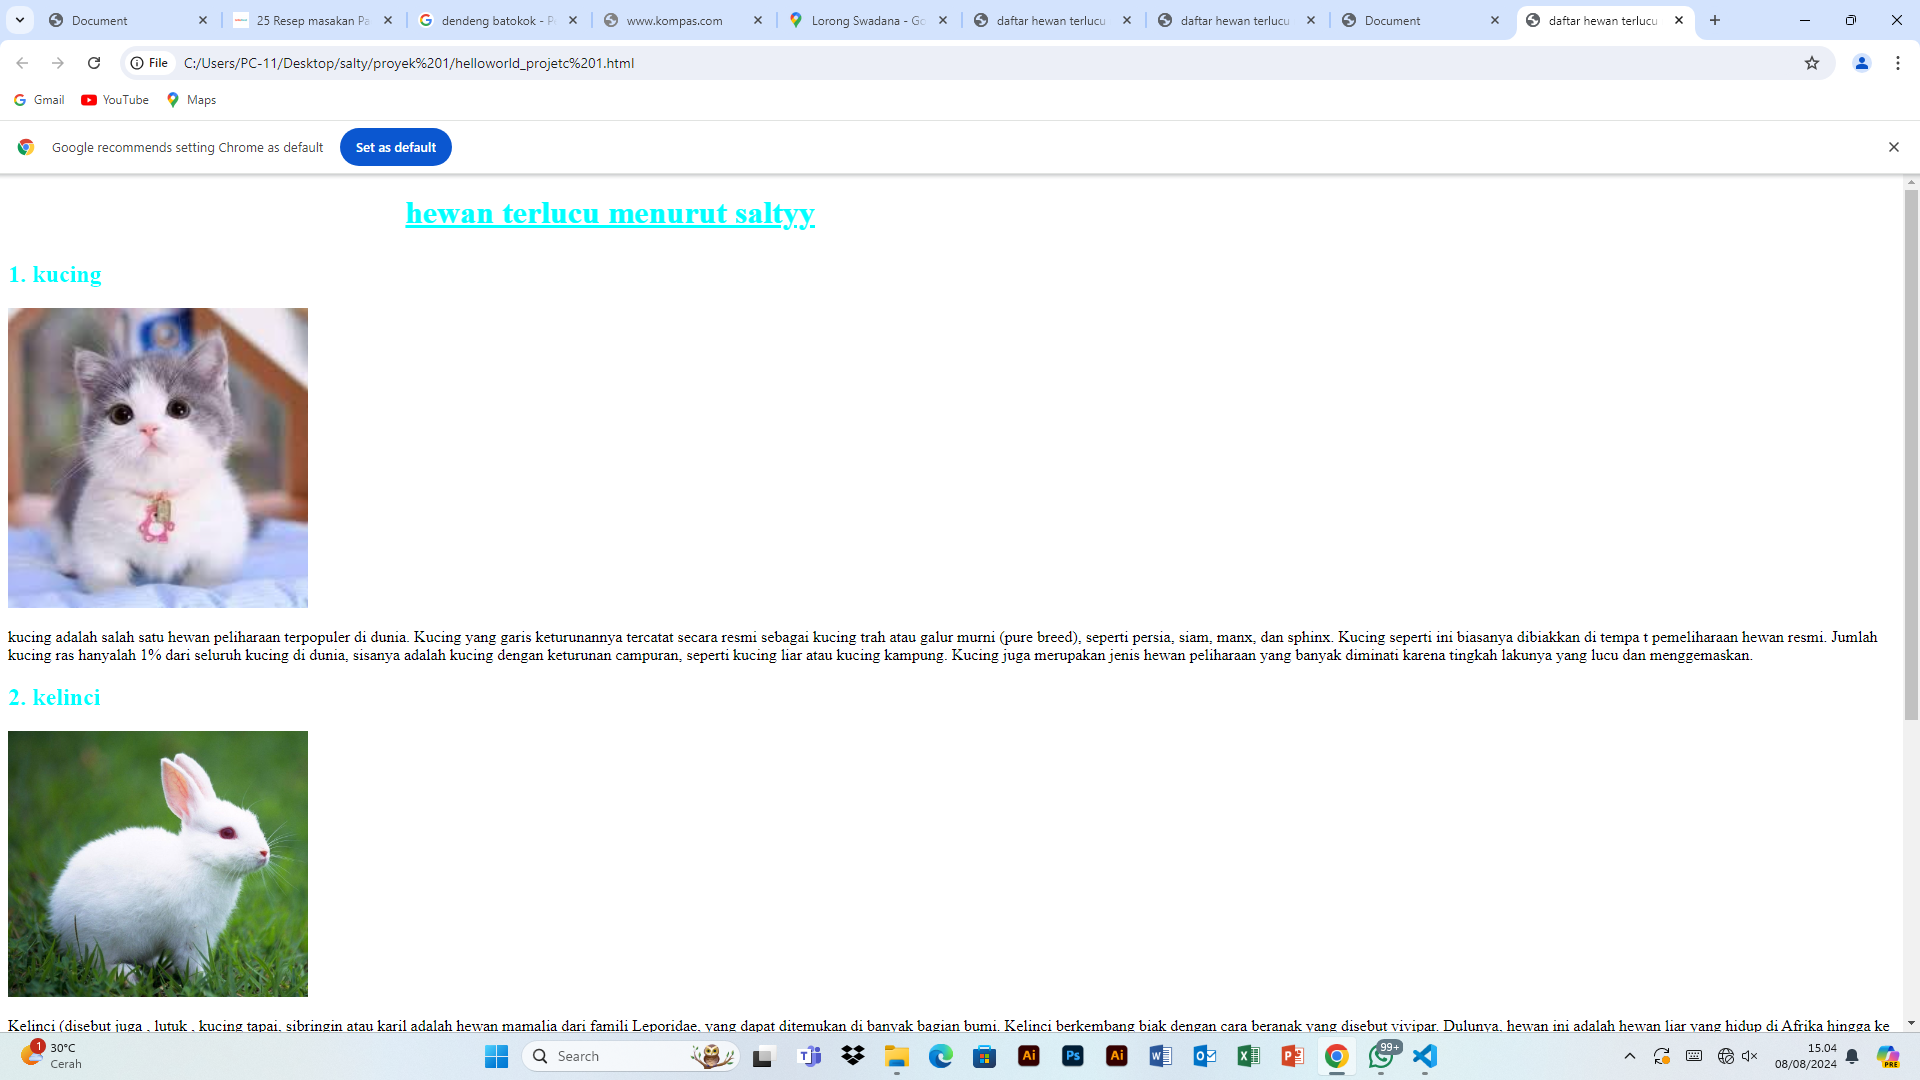 Document
25 Resep masakan Pa
dendeng batokok - P
www.kompas.com
Lorong Swadana - Go
daftar hewan terlucu
daftar hewan terlucu
Document
daftar hewan terlucu
File
C:/Users/PC-11/Desktop/salty/proyek%201/helloworld_projetc%201.html
Gmail
YouTube
Maps
Google recommends setting Chrome as default
Set as default
hewan terlucu menurut saltyy
1. kucing
kucing adalah salah satu hewan peliharaan terpopuler di dunia. Kucing yang garis keturunannya tercatat secara resmi sebagai kucing trah atau galur murni (pure breed), seperti persia, siam, manx, dan sphinx. Kucing seperti ini biasanya dibiakkan di tempa t pemeliharaan hewan resmi. Jumlah
kucing ras hanyalah 1% dari seluruh kucing di dunia, sisanya adalah kucing dengan keturunan campuran, seperti kucing liar atau kucing kampung. Kucing juga merupakan jenis hewan peliharaan yang banyak diminati karena tingkah lakunya yang lucu dan menggemaskan.
2. kelinci
Kelinci (disebut juga , lutuk , kucing tapai, sibringin atau karil adalah hewan mamalia dari famili Leporidae, yang dapat ditemukan di banyak bagian bumi. Kelinci berkembang biak dengan cara beranak yang disebut vivipar. Dulunya, hewan ini adalah hewan liar yang hidup di Afrika hingga ke
1
30°C
Cerah
Search
Ai
Ps
Ai
99+
15.04
08/08/2024
PRE